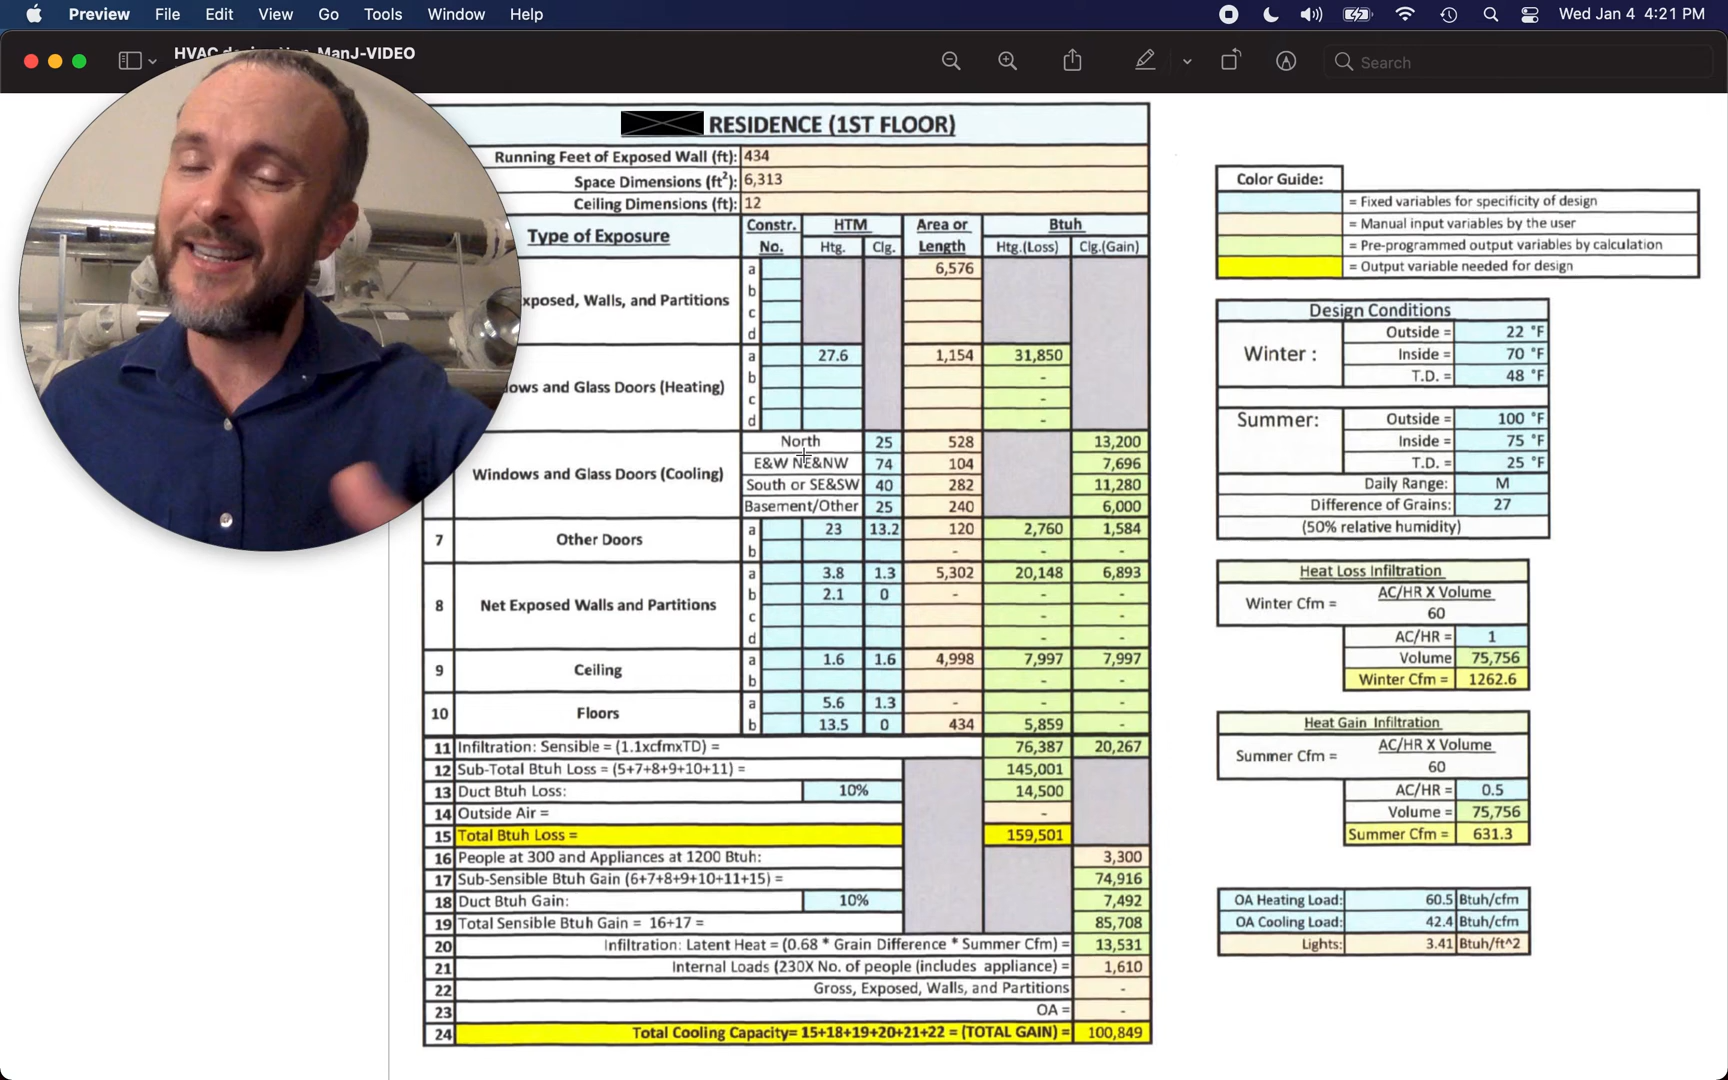 Preview File Edit View Go Tools Window Help Wed Jan 4 4:21 PM
HVAC ManJ-VIDEO
Search
RESIDENCE (1ST FLOOR)
Running Feet of Exposed Wall (ft): 434
Space Dimensions (ft²): 6,313
Ceiling Dimensions (ft): 12
Type of Exposure Constr. No. HTM Area or Length Btuh
Htg. Clg. Htg.(Loss) Clg.(Gain)
a 6,576
xposed, Walls, and Partitions b
c
d
a 27.6 1,154 31,850
dows and Glass Doors (Heating) b -
c -
d -
Windows and Glass Doors (Cooling) North 25 528 13,200
E&W NE&NW 74 104 7,696
South or SE&SW 40 282 11,280
Basement/Other 25 240 6,000
7 Other Doors a 23 13.2 120 2,760 1,584
b - - -
8 Net Exposed Walls and Partitions a 3.8 1.3 5,302 20,148 6,893
b 2.1 0 - - -
c - -
d - -
9 Ceiling a 1.6 1.6 4,998 7,997 7,997
b - -
10 Floors a 5.6 1.3 - - -
b 13.5 0 434 5,859 -
11 Infiltration: Sensible = (1.1xcfmxTD) = 76,387 20,267
12 Sub-Total Btuh Loss = (5+7+8+9+10+11) = 145,001
13 Duct Btuh Loss: 10% 14,500
14 Outside Air = -
15 Total Btuh Loss = 159,501
16 People at 300 and Appliances at 1200 Btuh: 3,300
17 Sub-Sensible Btuh Gain (6+7+8+9+10+11+15) = 74,916
18 Duct Btuh Gain: 10% 7,492
19 Total Sensible Btuh Gain = 16+17 = 85,708
20 Infiltration: Latent Heat = (0.68 * Grain Difference * Summer Cfm) = 13,531
21 Internal Loads (230X No. of people (includes appliance) = 1,610
22 Gross, Exposed, Walls, and Partitions -
23 OA = -
24 Total Cooling Capacity= 15+18+19+20+21+22 = (TOTAL GAIN) = 100,849
Color Guide:
= Fixed variables for specificity of design
= Manual input variables by the user
= Pre-programmed output variables by calculation
= Output variable needed for design
Design Conditions
Winter : Outside = 22 °F
Inside = 70 °F
T.D. = 48 °F
Summer: Outside = 100 °F
Inside = 75 °F
T.D. = 25 °F
Daily Range: M
Difference of Grains: 27
(50% relative humidity)
Heat Loss Infiltration
Winter Cfm = AC/HR X Volume
60
AC/HR = 1
Volume 75,756
Winter Cfm = 1262.6
Heat Gain Infiltration
Summer Cfm = AC/HR X Volume
60
AC/HR = 0.5
Volume = 75,756
Summer Cfm = 631.3
OA Heating Load: 60.5 Btuh/cfm
OA Cooling Load: 42.4 Btuh/cfm
Lights: 3.41 Btuh/ft^2